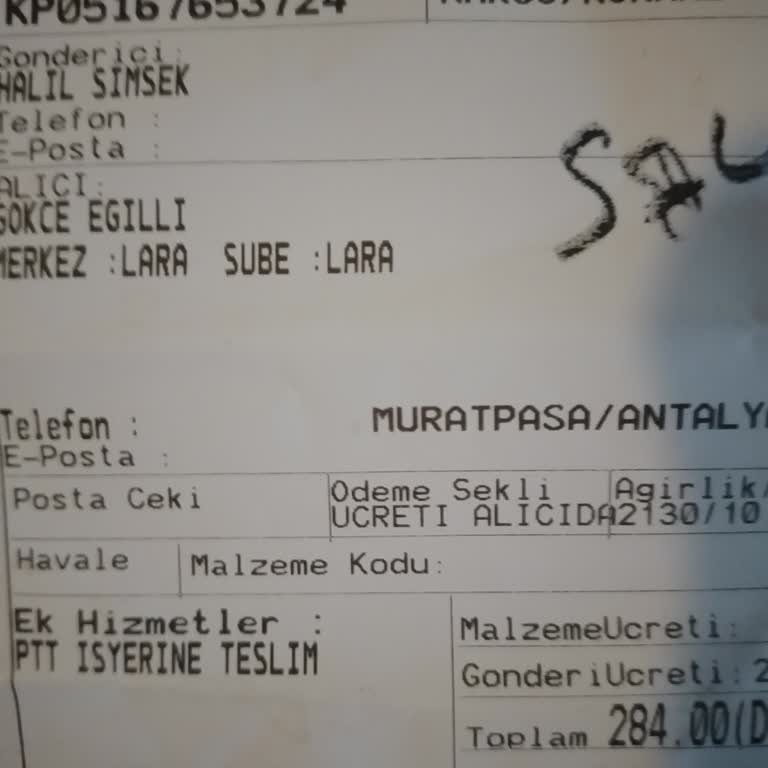 KP05167653724
Gonderici:
HALIL SIMSEK
Telefon :
E-Posta :
ALICI:
GOKCE EGILLI
MERKEZ :LARA SUBE :LARA
Telefon :
MURATPASA/ANTALYA
E-Posta :
Posta Ceki
Odeme Sekli
UCRETI ALICIDA
Agirlik/
2130/10
Havale
Malzeme Kodu:
Ek Hizmetler :
PTT ISYERINE TESLIM
MalzemeUcreti:
GonderiUcreti: 2
Toplam 284.00(D